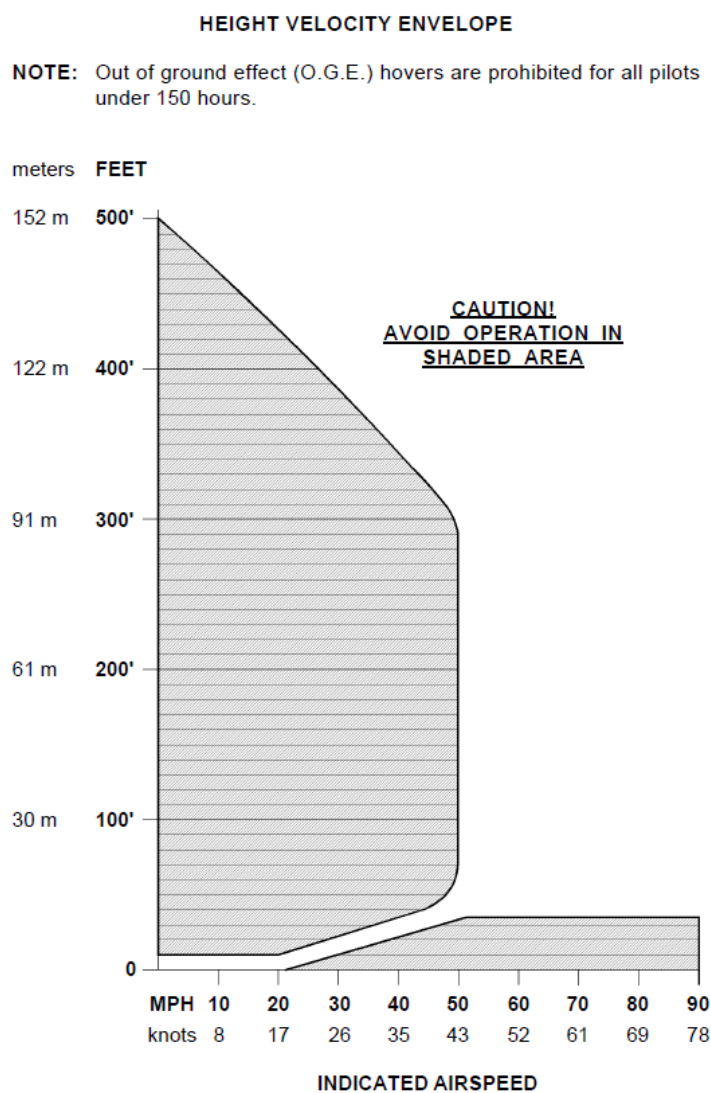 HEIGHT VELOCITY ENVELOPE
NOTE: Out of ground effect (O.G.E.) hovers are prohibited for all pilots
under 150 hours.
meters FEET
152 m 500'
CAUTION!
AVOID OPERATION IN
SHADED AREA
122 m 400'
91 m 300'
61 m 200'
30 m 100'
0
MPH 10 20 30 40 50 60 70 80 90
knots 8 17 26 35 43 52 61 69 78
INDICATED AIRSPEED